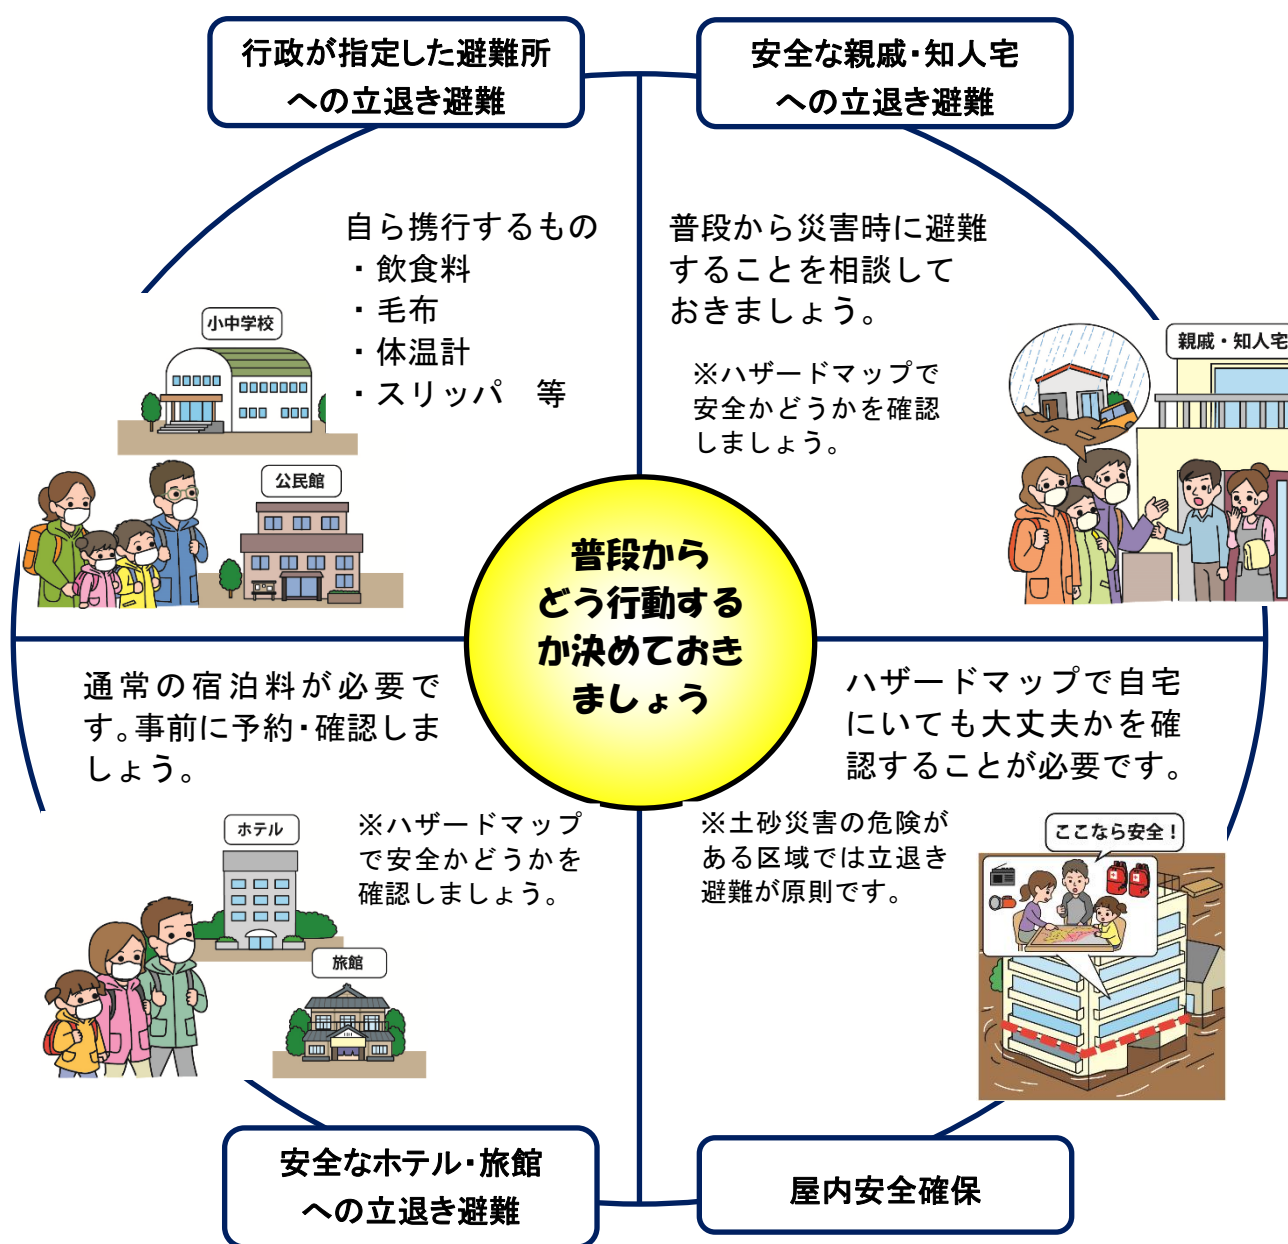 行政が指定した避難所
への立退き避難
安全な親戚・知人宅
への立退き避難
自ら携行するもの
・飲食料
・毛布
・体温計
・スリッパ　等
小中学校
公民館
普段から災害時に避難
することを相談して
おきましょう。
※ハザードマップで
安全かどうかを確認
しましょう。
親戚・知人宅
普段から
どう行動する
か決めておき
ましょう
通常の宿泊料が必要で
す。事前に予約・確認しま
しょう。
※ハザードマップ
で安全かどうかを
確認しましょう。
ホテル
旅館
ハザードマップで自宅
にいても大丈夫かを確
認することが必要です。
※土砂災害の危険が
ある区域では立退き
避難が原則です。
ここなら安全！
安全なホテル・旅館
への立退き避難
屋内安全確保